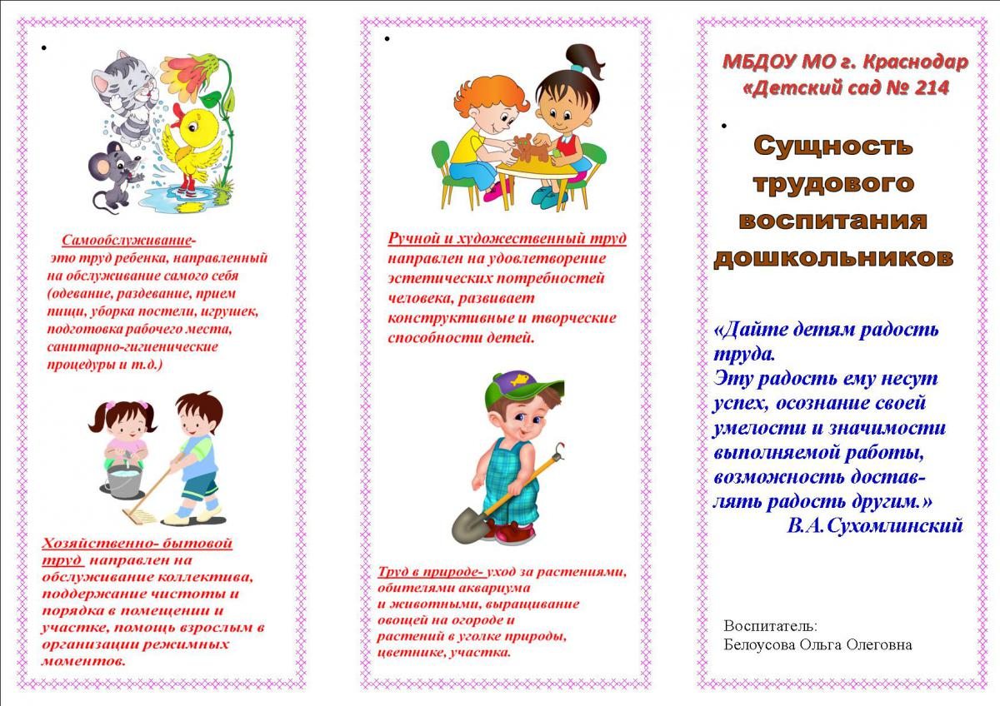 Самообслуживание-
это труд ребенка, направленный
на обслуживание самого себя
(одевание, раздевание, прием
пищи, уборка постели, игрушек,
подготовка рабочего места,
санитарно-гигиенические
процедуры и т.д.)
Хозяйственно- бытовой
труд направлен на
обслуживание коллектива,
поддержание чистоты и
порядка в помещении и
участке, помощь взрослым в
организации режимных
моментов.
Ручной и художественный труд
направлен на удовлетворение
эстетических потребностей
человека, развивает
конструктивные и творческие
способности детей.
Труд в природе- уход за растениями,
обителями аквариума
и животными, выращивание
овощей на огороде и
растений в уголке природы,
цветнике, участка.
МБДОУ МО г. Краснодар
«Детский сад № 214
Сущность
трудового
воспитания
дошкольников
«Дайте детям радость
труда.
Эту радость ему несут
успех, осознание своей
умелости и значимости
выполняемой работы,
возможность достав-
лять радость другим.»
В.А.Сухомлинский
Воспитатель:
Белоусова Ольга Олеговна